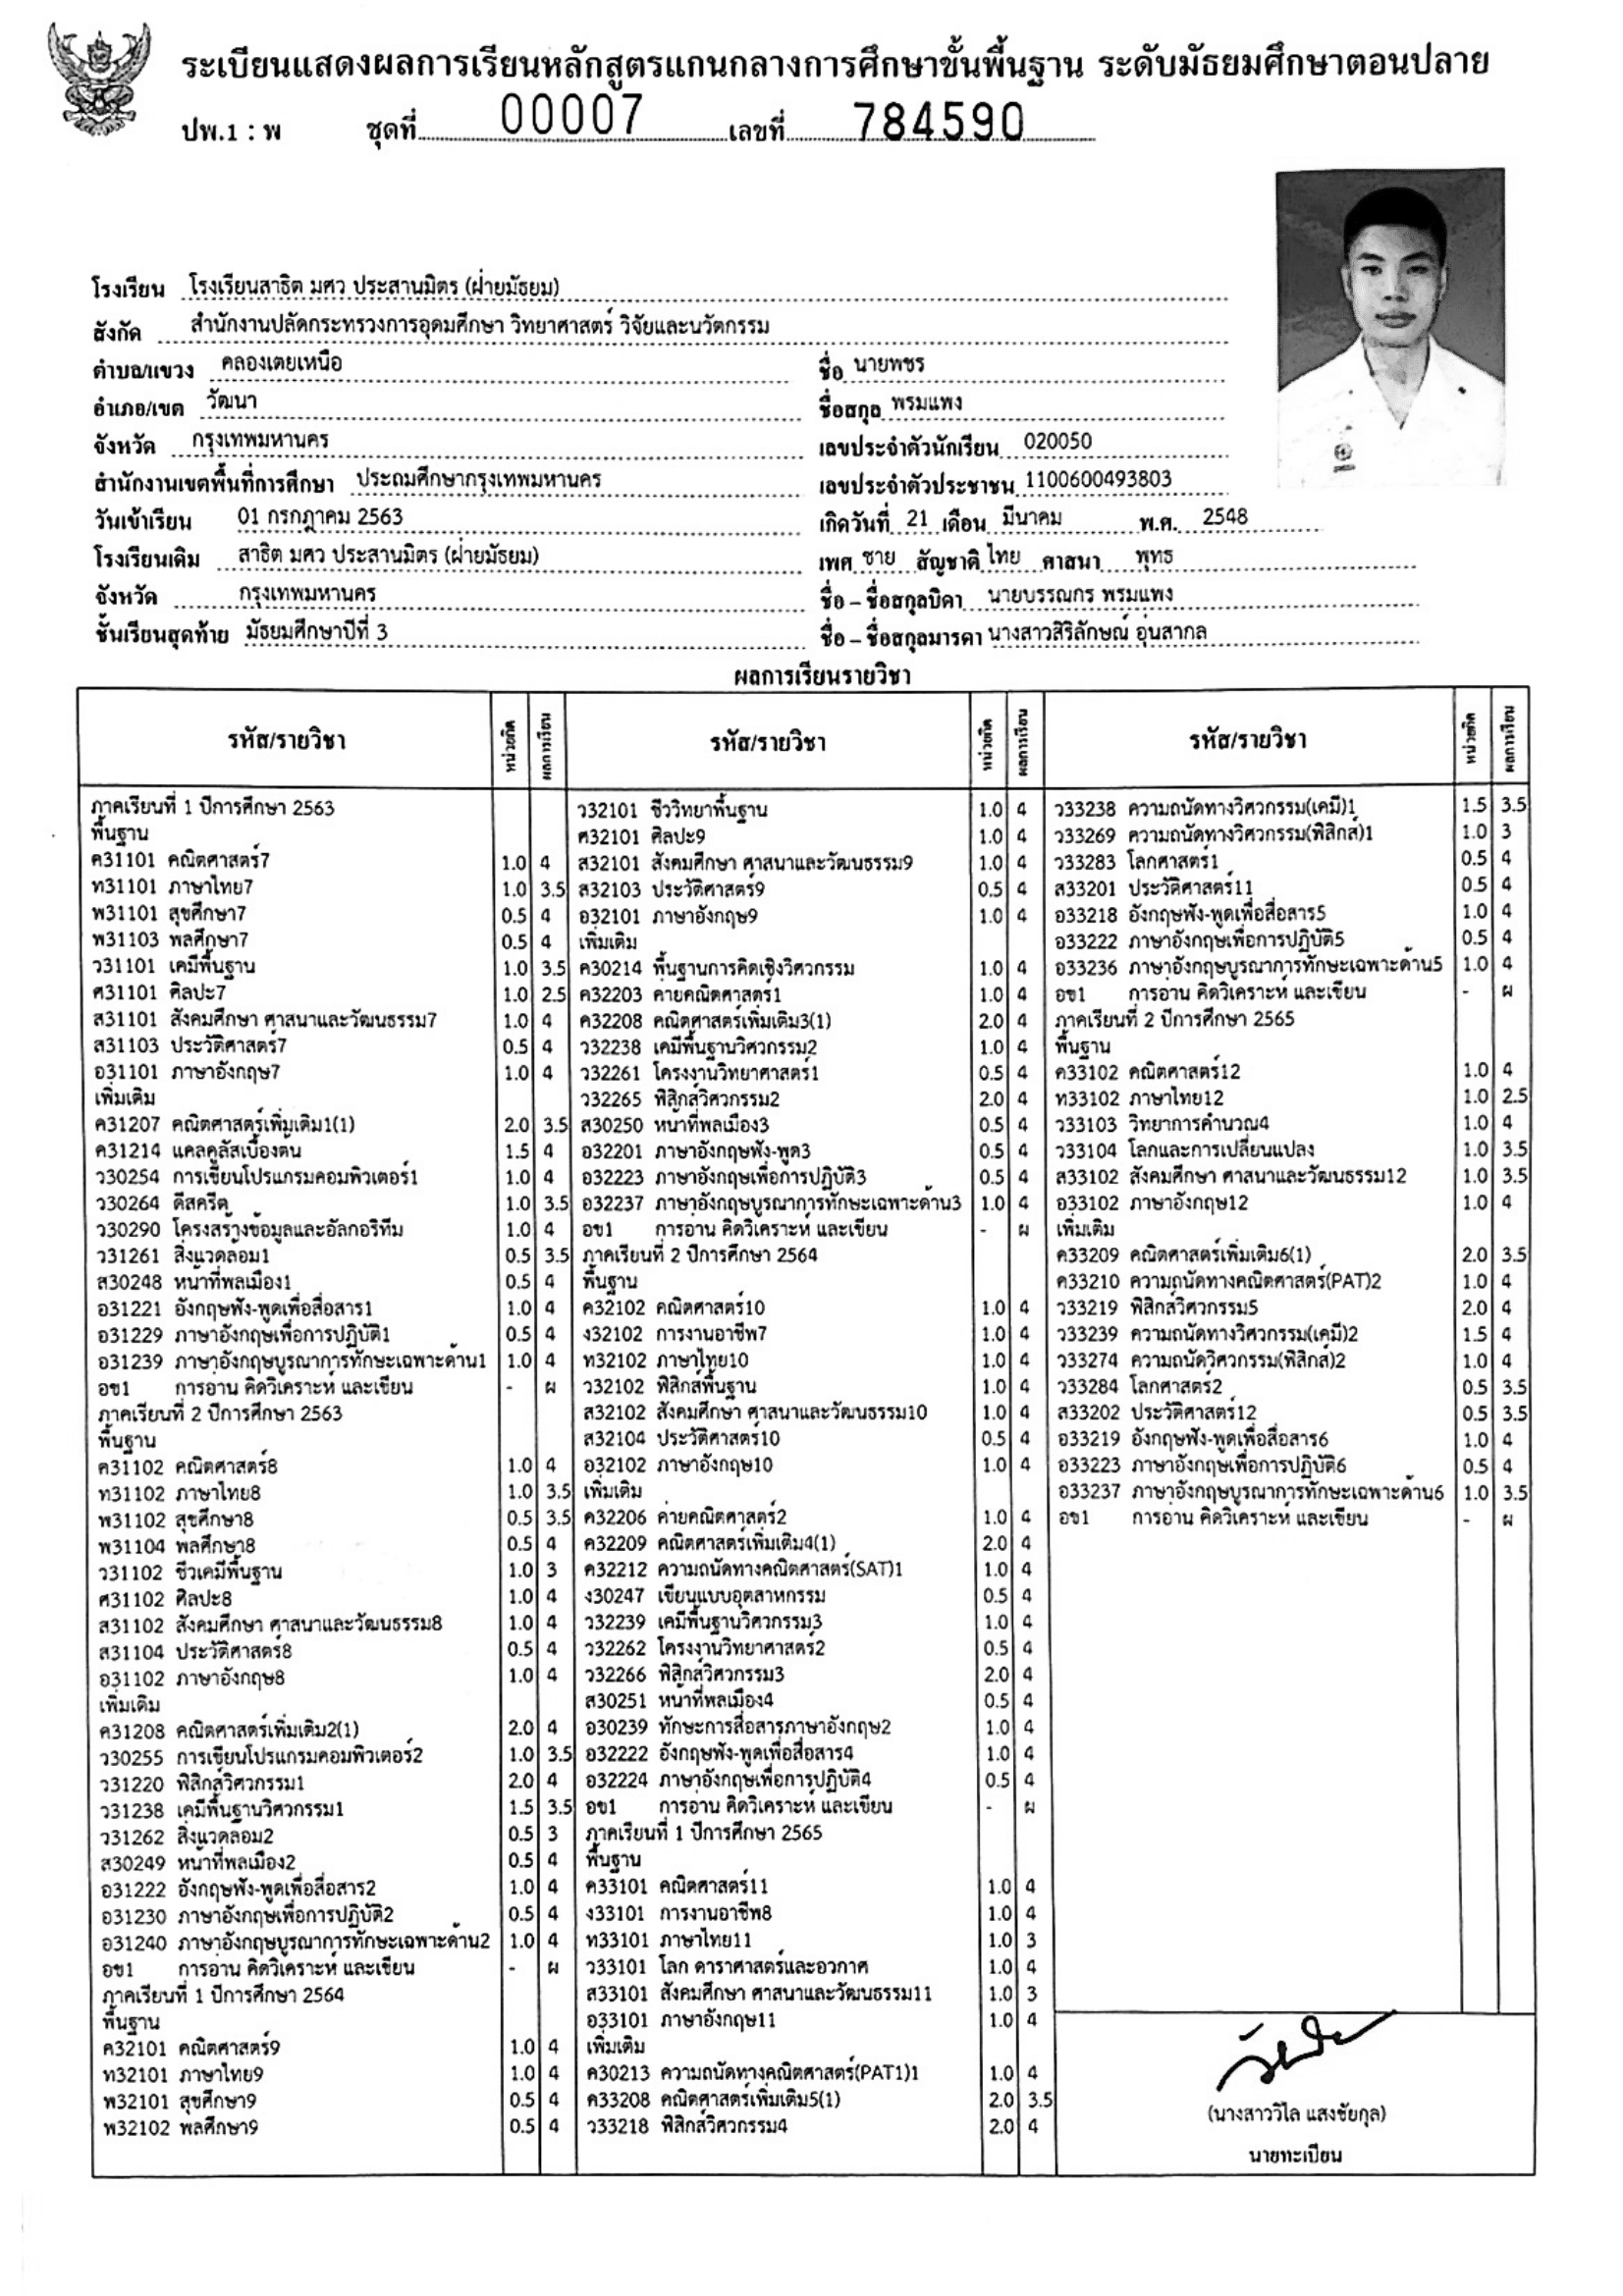 ระเบียนแสดงผลการเรียนหลักสูตรแกนกลางการศึกษาขั้นพื้นฐาน ระดับมัธยมศึกษาตอนปลาย
ปพ.1 : พ ชุดที่ 00007 เลขที่ 784590
โรงเรียน โรงเรียนสาธิต มศว ประสานมิตร (ฝ่ายมัธยม)
สังกัด สำนักงานปลัดกระทรวงการอุดมศึกษา วิทยาศาสตร์ วิจัยและนวัตกรรม
ตำบล/แขวง คลองเตยเหนือ
อำเภอ/เขต วัฒนา
จังหวัด กรุงเทพมหานคร
สำนักงานเขตพื้นที่การศึกษา ประถมศึกษากรุงเทพมหานคร
วันเข้าเรียน 01 กรกฎาคม 2563
โรงเรียนเดิม สาธิต มศว ประสานมิตร (ฝ่ายมัธยม)
จังหวัด กรุงเทพมหานคร
ชั้นเรียนสุดท้าย มัธยมศึกษาปีที่ 3
ชื่อ นายพชร
ชื่อสกุล พรมแพง
เลขประจำตัวนักเรียน 020050
เลขประจำตัวประชาชน 1100600493803
เกิดวันที่ 21 เดือน มีนาคม พ.ศ. 2548
เพศ ชาย สัญชาติ ไทย ศาสนา พุทธ
ชื่อ – ชื่อสกุลบิดา นายบรรณกร พรมแพง
ชื่อ – ชื่อสกุลมารดา นางสาวสิริลักษณ์ อุ่นสากล
ผลการเรียนรายวิชา
รหัส/รายวิชา หน่วยกิต ผลการเรียน
ภาคเรียนที่ 1 ปีการศึกษา 2563
พื้นฐาน
ค31101 คณิตศาสตร์7 1.0 4
ท31101 ภาษาไทย7 1.0 3.5
พ31101 สุขศึกษา7 0.5 4
พ31103 พลศึกษา7 0.5 4
ว31101 เคมีพื้นฐาน 1.0 3.5
ศ31101 ศิลปะ7 1.0 2.5
ส31101 สังคมศึกษา ศาสนาและวัฒนธรรม7 1.0 4
ส31103 ประวัติศาสตร์7 0.5 4
อ31101 ภาษาอังกฤษ7 1.0 4
เพิ่มเติม
ค31207 คณิตศาสตร์เพิ่มเติม1(1) 2.0 3.5
ค31214 แคลคูลัสเบื้องต้น 1.5 4
ว30254 การเขียนโปรแกรมคอมพิวเตอร์1 1.0 4
ว30264 ดีสครีต 1.0 3.5
ว30290 โครงสร้างข้อมูลและอัลกอริทึม 1.0 4
ว31261 สิ่งแวดล้อม1 0.5 3.5
ส30248 หน้าที่พลเมือง1 0.5 4
อ31221 อังกฤษฟัง-พูดเพื่อสื่อสาร1 1.0 4
อ31229 ภาษาอังกฤษเพื่อการปฏิบัติ1 0.5 4
อ31239 ภาษาอังกฤษบูรณาการทักษะเฉพาะด้าน1 1.0 4
อข1 การอ่าน คิดวิเคราะห์ และเขียน - ผ
ภาคเรียนที่ 2 ปีการศึกษา 2563
พื้นฐาน
ค31102 คณิตศาสตร์8 1.0 4
ท31102 ภาษาไทย8 1.0 3.5
พ31102 สุขศึกษา8 0.5 3.5
พ31104 พลศึกษา8 0.5 4
ว31102 ชีวเคมีพื้นฐาน 1.0 3
ศ31102 ศิลปะ8 1.0 4
ส31102 สังคมศึกษา ศาสนาและวัฒนธรรม8 1.0 4
ส31104 ประวัติศาสตร์8 0.5 4
อ31102 ภาษาอังกฤษ8 1.0 4
เพิ่มเติม
ค31208 คณิตศาสตร์เพิ่มเติม2(1) 2.0 4
ว30255 การเขียนโปรแกรมคอมพิวเตอร์2 1.0 3.5
ว31220 ฟิสิกส์วิศวกรรม1 2.0 4
ว31238 เคมีพื้นฐานวิศวกรรม1 1.5 3.5
ว31262 สิ่งแวดล้อม2 0.5 3
ส30249 หน้าที่พลเมือง2 0.5 4
อ31222 อังกฤษฟัง-พูดเพื่อสื่อสาร2 1.0 4
อ31230 ภาษาอังกฤษเพื่อการปฏิบัติ2 0.5 4
อ31240 ภาษาอังกฤษบูรณาการทักษะเฉพาะด้าน2 1.0 4
อข1 การอ่าน คิดวิเคราะห์ และเขียน - ผ
ภาคเรียนที่ 1 ปีการศึกษา 2564
พื้นฐาน
ค32101 คณิตศาสตร์9 1.0 4
ท32101 ภาษาไทย9 1.0 4
พ32101 สุขศึกษา9 0.5 4
พ32102 พลศึกษา9 0.5 4
รหัส/รายวิชา หน่วยกิต ผลการเรียน
ว32101 ชีววิทยาพื้นฐาน 1.0 4
ศ32101 ศิลปะ9 1.0 4
ส32101 สังคมศึกษา ศาสนาและวัฒนธรรม9 1.0 4
ส32103 ประวัติศาสตร์9 0.5 4
อ32101 ภาษาอังกฤษ9 1.0 4
เพิ่มเติม
ค30214 พื้นฐานการคิดเชิงวิศวกรรม 1.0 4
ค32203 ค่ายคณิตศาสตร์1 1.0 4
ค32208 คณิตศาสตร์เพิ่มเติม3(1) 2.0 4
ว32238 เคมีพื้นฐานวิศวกรรม2 1.0 4
ว32261 โครงงานวิทยาศาสตร์1 0.5 4
ว32265 ฟิสิกส์วิศวกรรม2 2.0 4
ส30250 หน้าที่พลเมือง3 0.5 4
อ32201 ภาษาอังกฤษฟัง-พูด3 1.0 4
อ32223 ภาษาอังกฤษเพื่อการปฏิบัติ3 0.5 4
อ32237 ภาษาอังกฤษบูรณาการทักษะเฉพาะด้าน3 1.0 4
อข1 การอ่าน คิดวิเคราะห์ และเขียน - ผ
ภาคเรียนที่ 2 ปีการศึกษา 2564
พื้นฐาน
ค32102 คณิตศาสตร์10 1.0 4
ง32102 การงานอาชีพ7 1.0 4
ท32102 ภาษาไทย10 1.0 4
ว32102 ฟิสิกส์พื้นฐาน 1.0 4
ส32102 สังคมศึกษา ศาสนาและวัฒนธรรม10 1.0 4
ส32104 ประวัติศาสตร์10 0.5 4
อ32102 ภาษาอังกฤษ10 1.0 4
เพิ่มเติม
ค32206 ค่ายคณิตศาสตร์2 1.0 4
ค32209 คณิตศาสตร์เพิ่มเติม4(1) 2.0 4
ค32212 ความถนัดทางคณิตศาสตร์(SAT)1 1.0 4
ง30247 เขียนแบบอุตสาหกรรม 0.5 4
ว32239 เคมีพื้นฐานวิศวกรรม3 1.0 4
ว32262 โครงงานวิทยาศาสตร์2 0.5 4
ว32266 ฟิสิกส์วิศวกรรม3 2.0 4
ส30251 หน้าที่พลเมือง4 0.5 4
อ30239 ทักษะการสื่อสารภาษาอังกฤษ2 1.0 4
อ32222 อังกฤษฟัง-พูดเพื่อสื่อสาร4 1.0 4
อ32224 ภาษาอังกฤษเพื่อการปฏิบัติ4 0.5 4
อข1 การอ่าน คิดวิเคราะห์ และเขียน - ผ
ภาคเรียนที่ 1 ปีการศึกษา 2565
พื้นฐาน
ค33101 คณิตศาสตร์11 1.0 4
ง33101 การงานอาชีพ8 1.0 4
ท33101 ภาษาไทย11 1.0 3
ว33101 โลก ดาราศาสตร์และอวกาศ 1.0 4
ส33101 สังคมศึกษา ศาสนาและวัฒนธรรม11 1.0 3
อ33101 ภาษาอังกฤษ11 1.0 4
เพิ่มเติม
ค30213 ความถนัดทางคณิตศาสตร์(PAT1)1 1.0 4
ค33208 คณิตศาสตร์เพิ่มเติม5(1) 2.0 3.5
ว33218 ฟิสิกส์วิศวกรรม4 2.0 4
รหัส/รายวิชา หน่วยกิต ผลการเรียน
ว33238 ความถนัดทางวิศวกรรม(เคมี)1 1.5 3.5
ว33269 ความถนัดทางวิศวกรรม(ฟิสิกส์)1 1.0 3
ว33283 โลกศาสตร์1 0.5 4
ส33201 ประวัติศาสตร์11 0.5 4
อ33218 อังกฤษฟัง-พูดเพื่อสื่อสาร5 1.0 4
อ33222 ภาษาอังกฤษเพื่อการปฏิบัติ5 0.5 4
อ33236 ภาษาอังกฤษบูรณาการทักษะเฉพาะด้าน5 1.0 4
อข1 การอ่าน คิดวิเคราะห์ และเขียน - ผ
ภาคเรียนที่ 2 ปีการศึกษา 2565
พื้นฐาน
ค33102 คณิตศาสตร์12 1.0 4
ท33102 ภาษาไทย12 1.0 2.5
ว33103 วิทยาการคำนวณ4 1.0 4
ว33104 โลกและการเปลี่ยนแปลง 1.0 3.5
ส33102 สังคมศึกษา ศาสนาและวัฒนธรรม12 1.0 3.5
อ33102 ภาษาอังกฤษ12 1.0 4
เพิ่มเติม
ค33209 คณิตศาสตร์เพิ่มเติม6(1) 2.0 3.5
ค33210 ความถนัดทางคณิตศาสตร์(PAT)2 1.0 4
ว33219 ฟิสิกส์วิศวกรรม5 2.0 4
ว33239 ความถนัดทางวิศวกรรม(เคมี)2 1.5 4
ว33274 ความถนัดวิศวกรรม(ฟิสิกส์)2 1.0 4
ว33284 โลกศาสตร์2 0.5 3.5
ส33202 ประวัติศาสตร์12 0.5 3.5
อ33219 อังกฤษฟัง-พูดเพื่อสื่อสาร6 1.0 4
อ33223 ภาษาอังกฤษเพื่อการปฏิบัติ6 0.5 4
อ33237 ภาษาอังกฤษบูรณาการทักษะเฉพาะด้าน6 1.0 3.5
อข1 การอ่าน คิดวิเคราะห์ และเขียน - ผ
(นางสาววิไล แสงชัยกุล)
นายทะเบียน